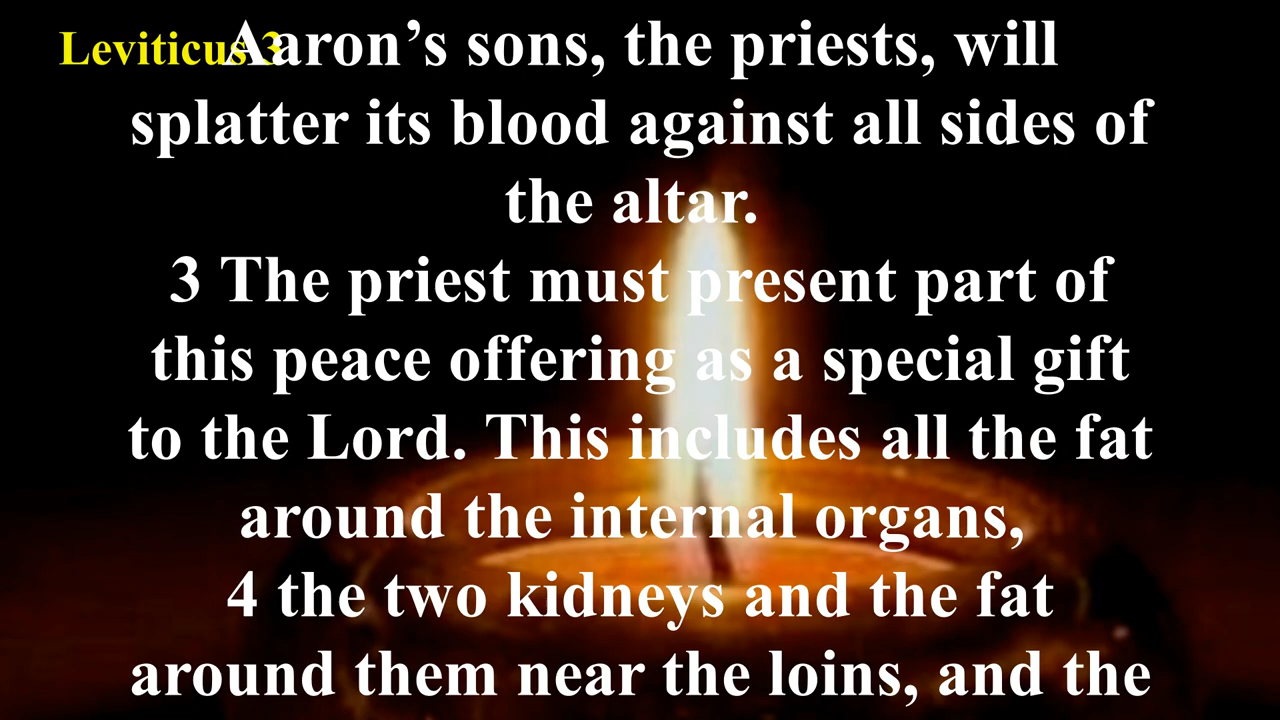 Leviticus 3
Aaron’s sons, the priests, will
splatter its blood against all sides of
the altar.
3 The priest must present part of
this peace offering as a special gift
to the Lord. This includes all the fat
around the internal organs,
4 the two kidneys and the fat
around them near the loins, and the